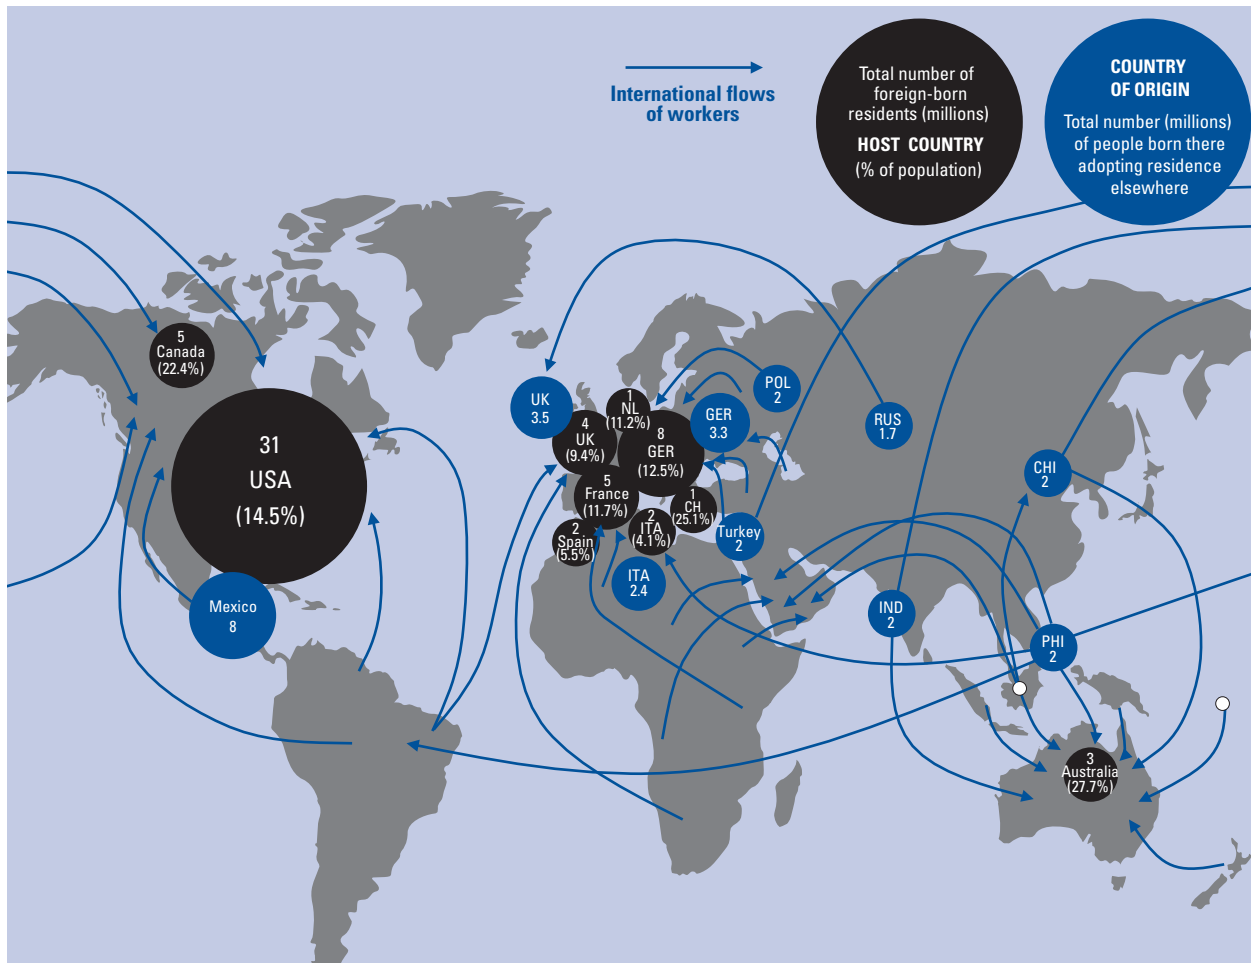 International flows
of workers
Total number of
foreign-born
residents (millions)
HOST COUNTRY
(% of population)
COUNTRY
OF ORIGIN
Total number (millions)
of people born there
adopting residence
elsewhere
5
Canada
(22.4%)
31
USA
(14.5%)
Mexico
8
UK
3.5
4
UK
(9.4%)
1
NL
(11.2%)
8
GER
(12.5%)
GER
3.3
POL
2
RUS
1.7
5
France
(11.7%)
2
Spain
(5.5%)
2
ITA
(4.1%)
1
CH
(25.1%)
ITA
2.4
Turkey
2
CHI
2
IND
2
PHI
2
3
Australia
(27.7%)